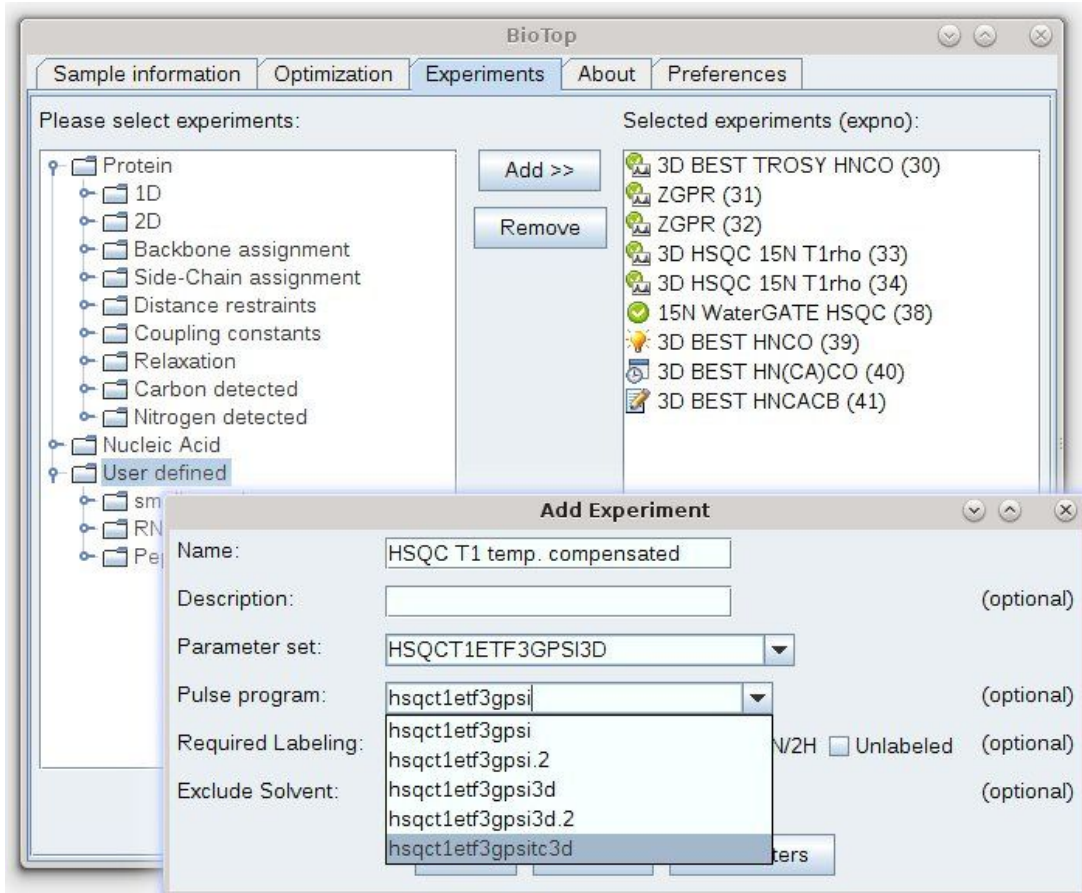 BioTop
Sample information Optimization Experiments About Preferences
Please select experiments:
Protein
1D
2D
Backbone assignment
Side-Chain assignment
Distance restraints
Coupling constants
Relaxation
Carbon detected
Nitrogen detected
Nucleic Acid
User defined
Add >>
Remove
Selected experiments (expno):
3D BEST TROSY HNCO (30)
ZGPR (31)
ZGPR (32)
3D HSQC 15N T1rho (33)
3D HSQC 15N T1rho (34)
15N WaterGATE HSQC (38)
3D BEST HNCO (39)
3D BEST HN(CA)CO (40)
3D BEST HNCACB (41)
Add Experiment
Name: HSQC T1 temp. compensated
Description: (optional)
Parameter set: HSQCT1ETF3GPSI3D
Pulse program: hsqct1etf3gpsi (optional)
hsqct1etf3gpsi
hsqct1etf3gpsi.2
hsqct1etf3gpsi3d
hsqct1etf3gpsi3d.2
hsqct1etf3gpsitc3d
Required Labeling: N/2H Unlabeled (optional)
Exclude Solvent: (optional)